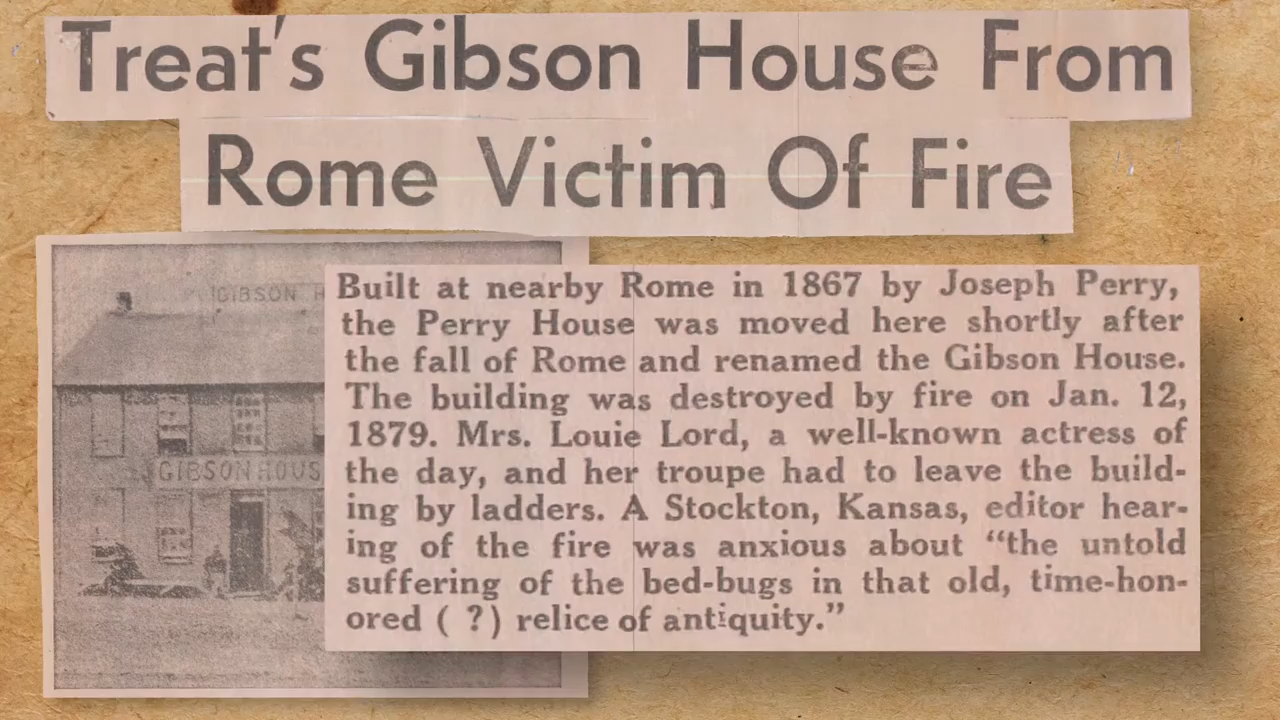 Treat's Gibson House From
Rome Victim Of Fire
GIBSON
GIBSON HOUS
Built at nearby Rome in 1867 by Joseph Perry,
the Perry House was moved here shortly after
the fall of Rome and renamed the Gibson House.
The building was destroyed by fire on Jan. 12,
1879. Mrs. Louie Lord, a well-known actress of
the day, and her troupe had to leave the build-
ing by ladders. A Stockton, Kansas, editor hear-
ing of the fire was anxious about “the untold
suffering of the bed-bugs in that old, time-hon-
ored ( ?) relice of antiquity.”